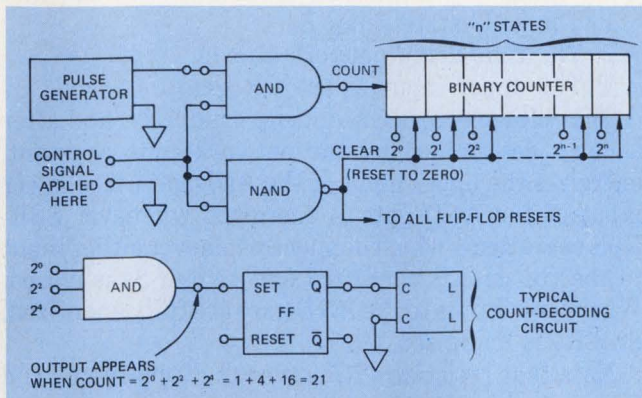 "n" STATES
PULSE
GENERATOR
AND
COUNT
BINARY COUNTER
2⁰ 2¹ 2² 2ⁿ⁻¹ 2ⁿ
CONTROL
SIGNAL
APPLIED
HERE
NAND
CLEAR
(RESET TO ZERO)
TO ALL FLIP-FLOP RESETS
2⁰
2²
2⁴
AND
SET Q
FF
RESET Q̅
C L
C L
TYPICAL
COUNT-DECODING
CIRCUIT
OUTPUT APPEARS
WHEN COUNT = 2⁰ + 2² + 2⁴ = 1 + 4 + 16 = 21